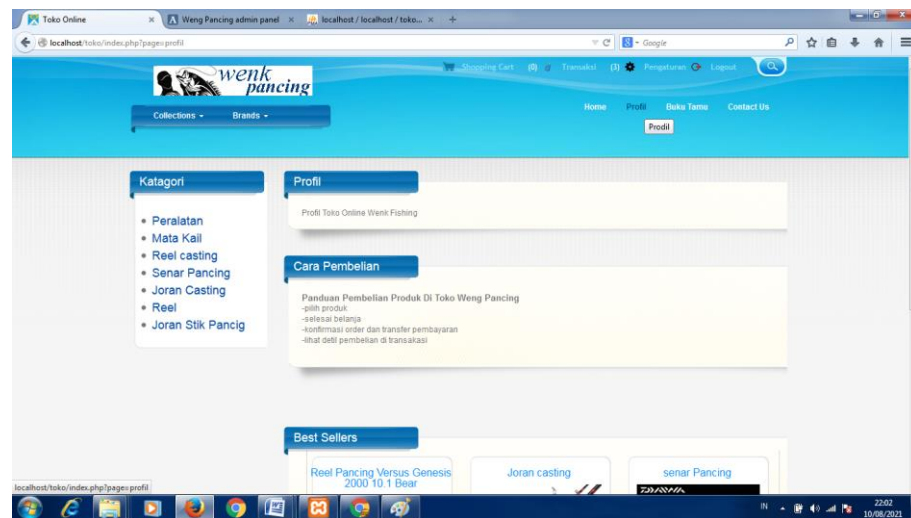 Toko Online
Weng Pancing admin panel
localhost / localhost / toko...
localhost/toko/index.php?page=profil
Google
wenk
pancing
Shopping Cart (0) Transaksi (3) Pengaturan Logout
Collections Brands
Home Profil Buku Tamu Contact Us
Prodil
Katagori
Peralatan
Mata Kail
Reel casting
Senar Pancing
Joran Casting
Reel
Joran Stik Pancig
Profil
Profil Toko Online Wenk Fishing
Cara Pembelian
Panduan Pembelian Produk Di Toko Weng Pancing
-pilih produk
-selesai belanja
-konfirmasi order dan transfer pembayaran
-lihat detil pembelian di transakasi
Best Sellers
Reel Pancing Versus Genesis
2000 10.1 Bear
Joran casting
senar Pancing
DAIWA
localhost/toko/index.php?page=profil
IN
22:02
10/08/2021